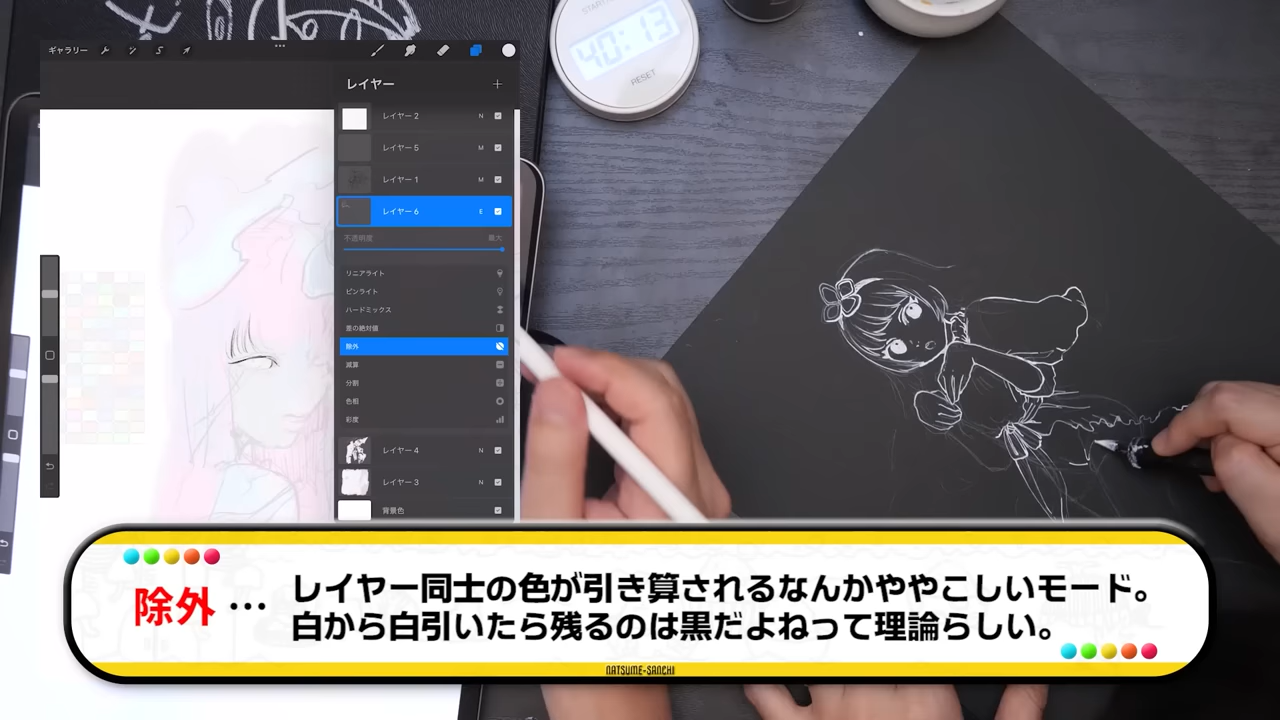 START/
40:13
RESET
ギャラリー
レイヤー
レイヤー 2 N
レイヤー 5 M
レイヤー 1 M
レイヤー 6 E
不透明度 最大
リニアライト
ピンライト
ハードミックス
差の絶対値
除外
減算
分割
色相
彩度
レイヤー 4 N
レイヤー 3 N
背景色
除外…
レイヤー同士の色が引き算されるなんかややこしいモード。
白から白引いたら残るのは黒だよねって理論らしい。
NATSUME-SANCHI